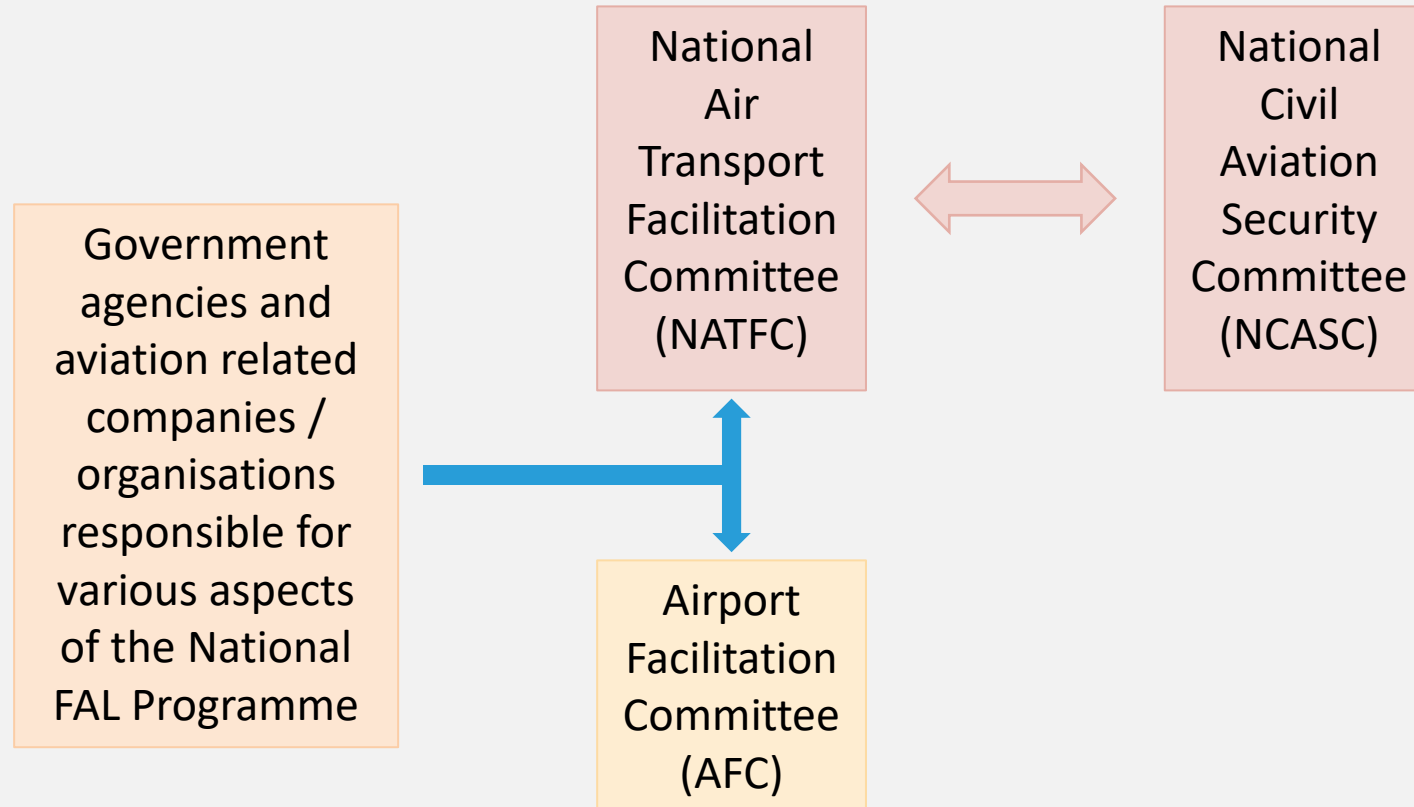 National
Air
Transport
Facilitation
Committee
(NATFC)
National
Civil
Aviation
Security
Committee
(NCASC)
Government
agencies and
aviation related
companies /
organisations
responsible for
various aspects
of the National
FAL Programme
Airport
Facilitation
Committee
(AFC)